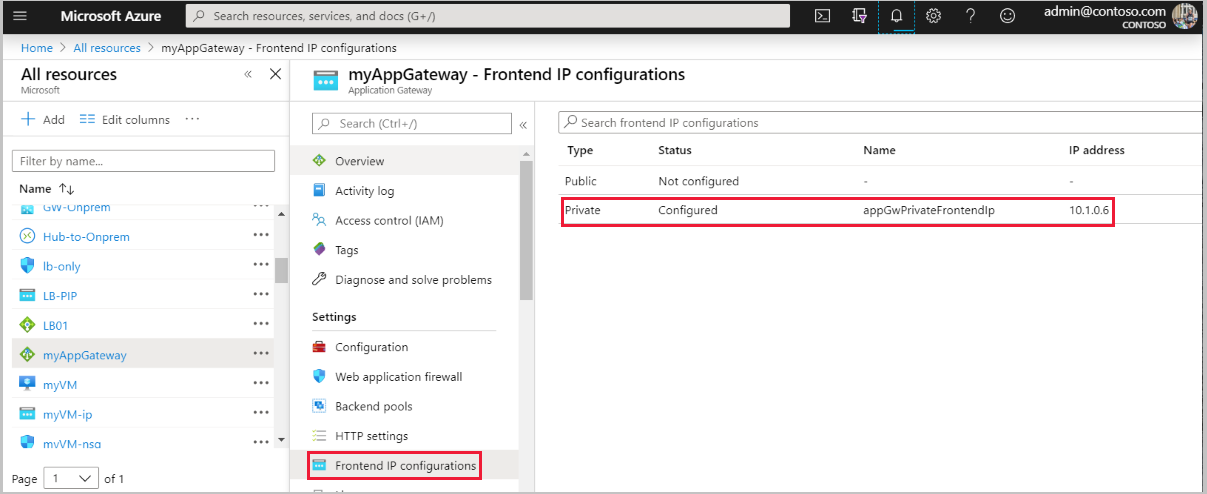 Microsoft Azure
Search resources, services, and docs (G+/)
admin@contoso.com
CONTOSO
Home > All resources > myAppGateway - Frontend IP configurations
All resources
Microsoft
Add Edit columns ...
Filter by name...
Name ↑↓
GW-Onprem
Hub-to-Onprem
lb-only
LB-PIP
LB01
myAppGateway
myVM
myVM-ip
myVM-nsg
Page 1 of 1
myAppGateway - Frontend IP configurations
Application Gateway
Search (Ctrl+/)
Overview
Activity log
Access control (IAM)
Tags
Diagnose and solve problems
Settings
Configuration
Web application firewall
Backend pools
HTTP settings
Frontend IP configurations
Search frontend IP configurations
Type Status Name IP address
Public Not configured - -
Private Configured appGwPrivateFrontendIp 10.1.0.6